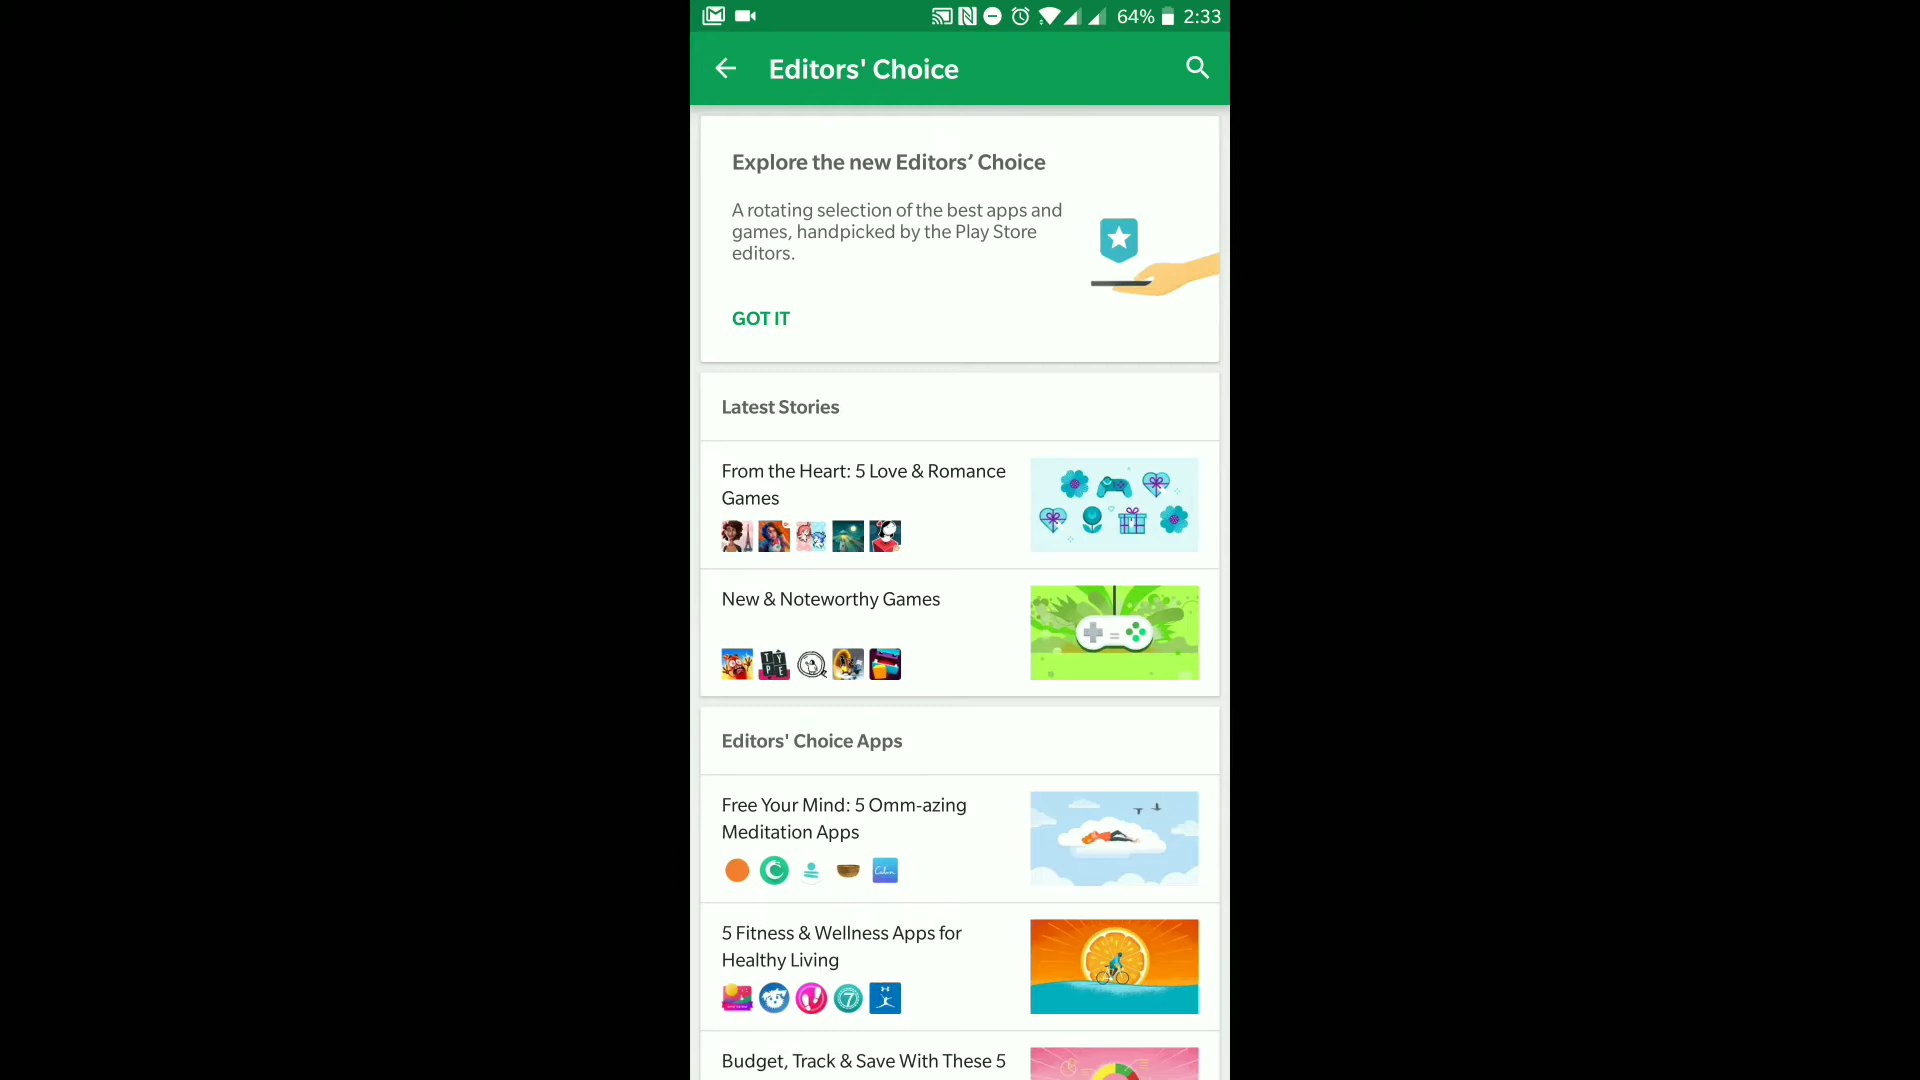 64% 2:33
Editors' Choice
Explore the new Editors’ Choice
A rotating selection of the best apps and
games, handpicked by the Play Store
editors.
GOT IT
Latest Stories
From the Heart: 5 Love & Romance
Games
New & Noteworthy Games
TYPE
Editors' Choice Apps
Free Your Mind: 5 Omm-azing
Meditation Apps
Calm
5 Fitness & Wellness Apps for
Healthy Living
7
Budget, Track & Save With These 5